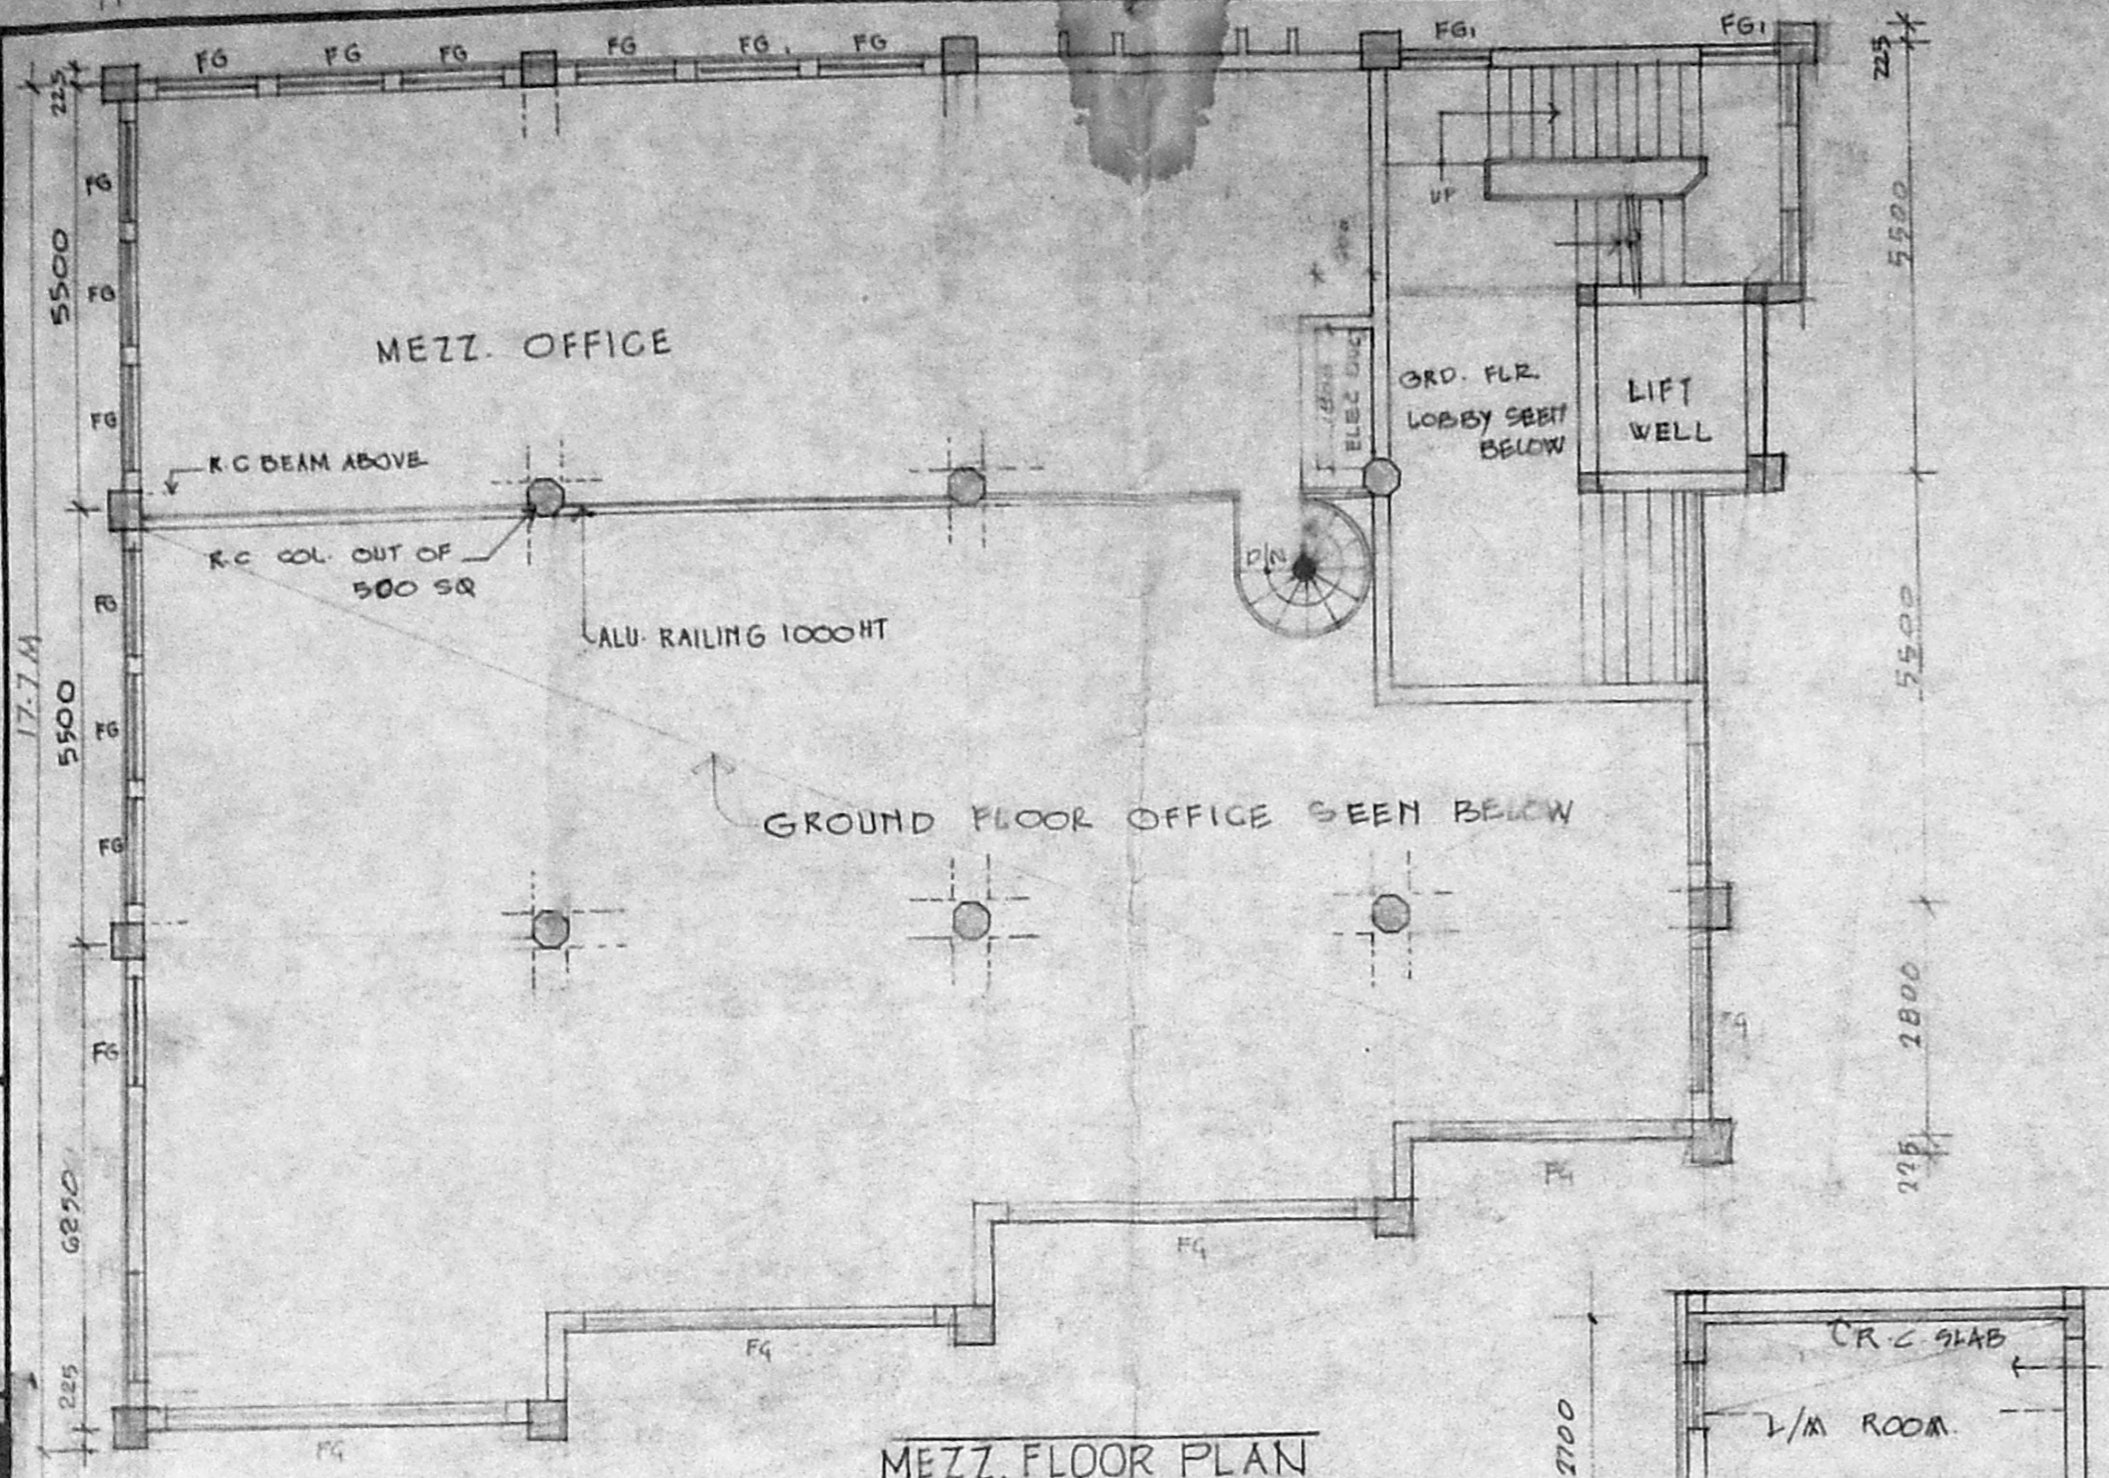 FG FG FG FG FG FG FG1 FG1
225
225
FG
UP
5500
5500
FG
MEZZ. OFFICE
ELEC DUCT
GRD. FLR.
LOBBY SEEN
BELOW
LIFT
WELL
FG
R.C BEAM ABOVE
R.C COL. OUT OF
500 SQ
D/N
FG
ALU. RAILING 1000 HT
17.7 M
5500
5500
FG
GROUND FLOOR OFFICE SEEN BELOW
FG
2800
FG
FG
225
FG
6250
FG
FG
225
FG
R.C SLAB
L/M ROOM
2700
MEZZ. FLOOR PLAN